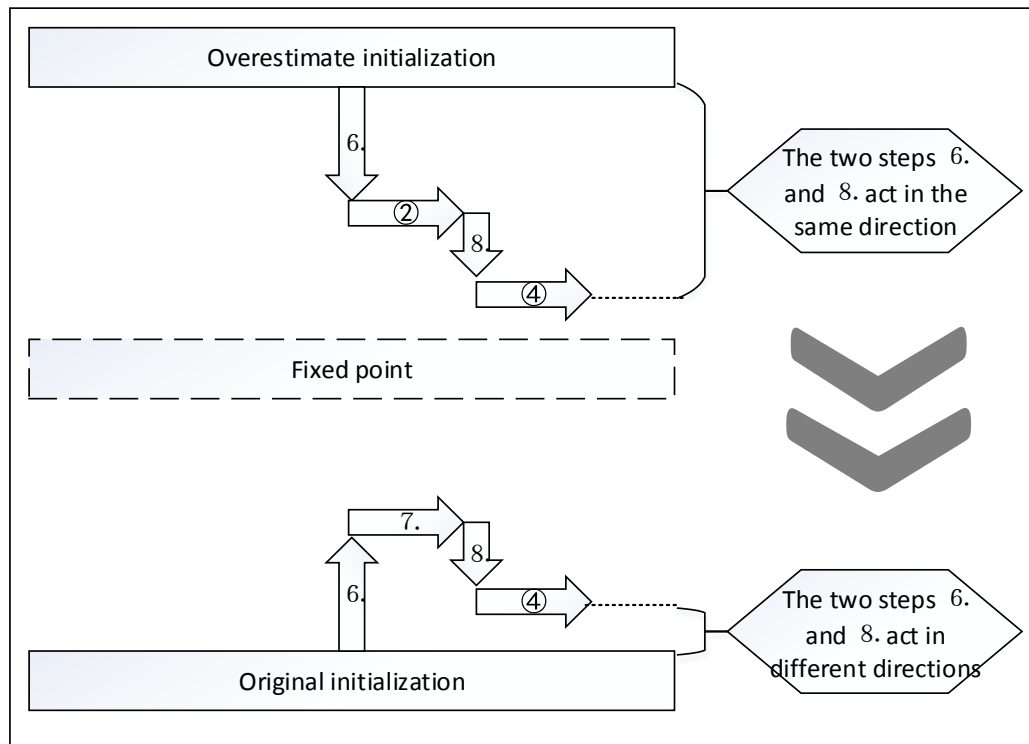 Overestimate initialization
6.
②
8.
④
The two steps 6.
and 8. act in the
same direction
Fixed point
7.
8.
6.
④
The two steps 6.
and 8. act in
different directions
Original initialization